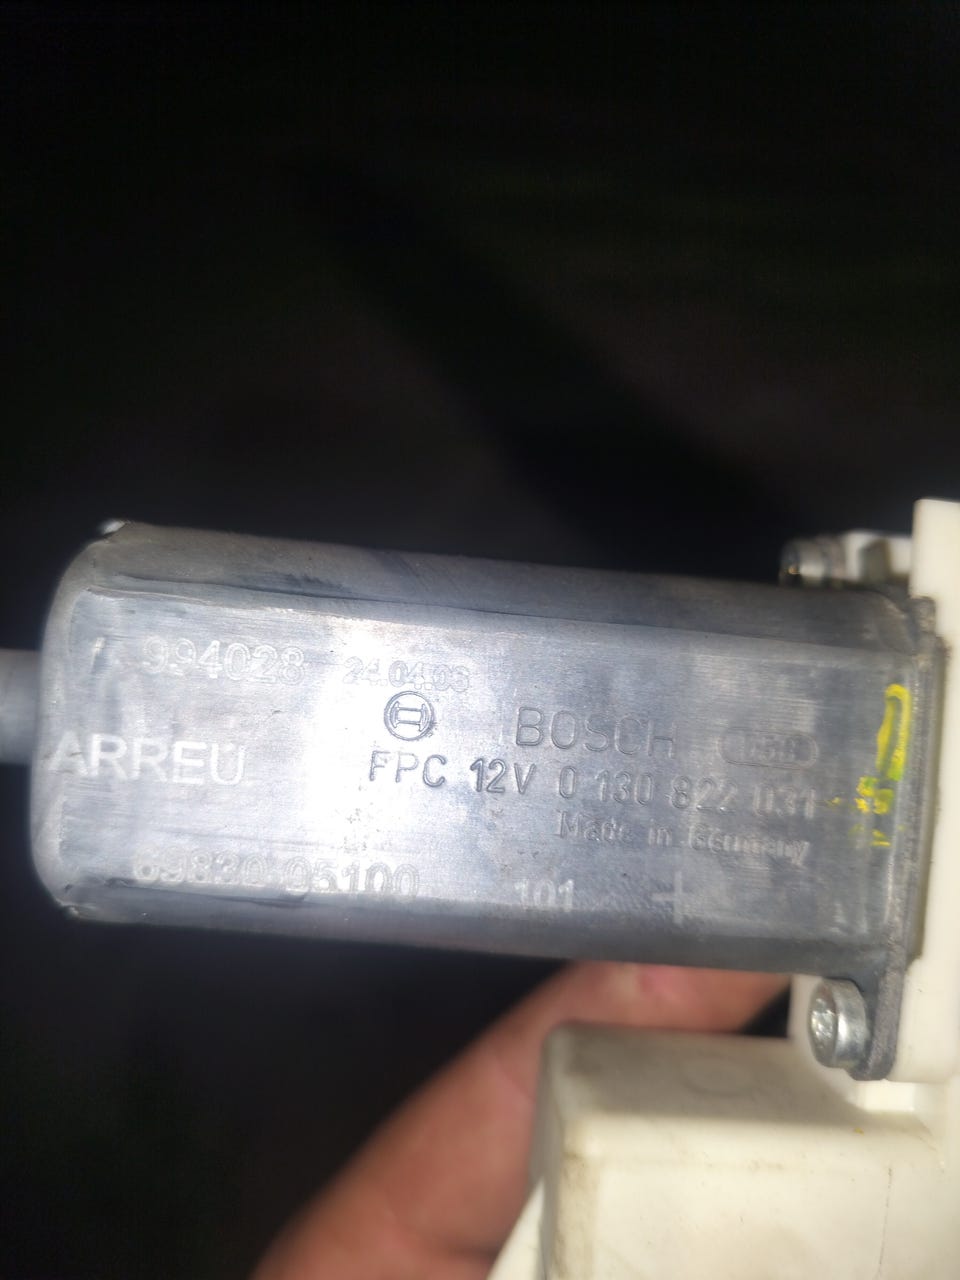 994028 24.04.03
BOSCH
ARREU
FPC 12V 0 130 822 031
Made in Germany
69830 05100 101 +